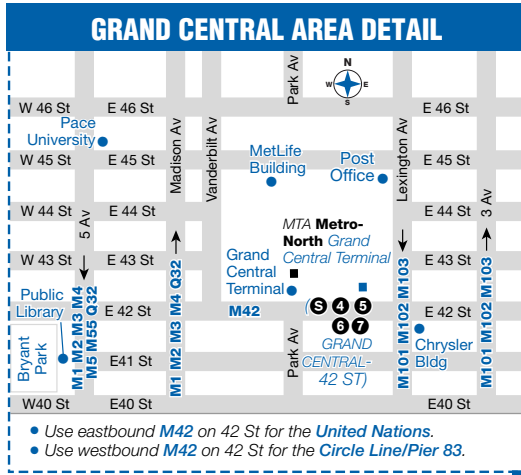 GRAND CENTRAL AREA DETAIL
N
W E
S
Park Av
W 46 St
E 46 St
E 46 St
Pace
University
Madison Av
Vanderbilt Av
MetLife
Building
Post
Office
Lexington Av
W 45 St
E 45 St
E 45 St
W 44 St
E 44 St
E 44 St
5 Av
3 Av
MTA Metro-
North Grand
Central Terminal
W 43 St
E 43 St
E 43 St
Grand
Central
Terminal
Public
Library
Bryant
Park
M1 M2 M3 M4
M5 M55 Q32
M1 M2 M3 M4 Q32
E 42 St
M42
(S 4 5
6 7
GRAND
CENTRAL-
42 ST)
M101 M102 M103
E 42 St
M101 M102 M103
Chrysler
Bldg
E41 St
Park Av
E 41 St
W40 St
E40 St
E40 St
• Use eastbound M42 on 42 St for the United Nations.
• Use westbound M42 on 42 St for the Circle Line/Pier 83.